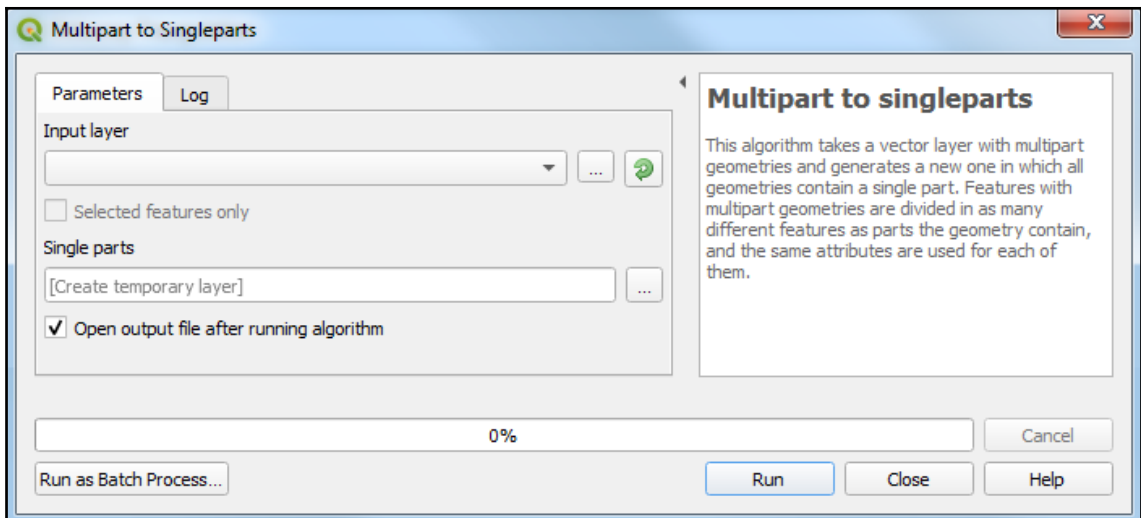 Multipart to Singleparts
Parameters
Log
Input layer
...
Selected features only
Single parts
[Create temporary layer]
...
Open output file after running algorithm
Multipart to singleparts
This algorithm takes a vector layer with multipart
geometries and generates a new one in which all
geometries contain a single part. Features with
multipart geometries are divided in as many
different features as parts the geometry contain,
and the same attributes are used for each of
them.
0%
Cancel
Run as Batch Process...
Run
Close
Help